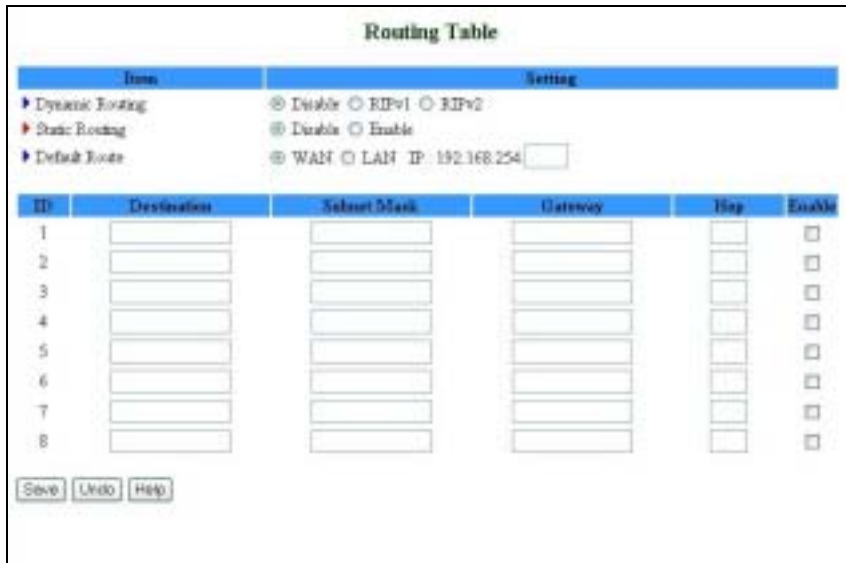 Routing Table
Item Setting
Dynamic Routing Disable RIPv1 RIPv2
Static Routing Disable Enable
Default Route WAN LAN IP 192.168.254
ID Destination Subnet Mask Gateway Hop Enable
1
2
3
4
5
6
7
8
Save Undo Help